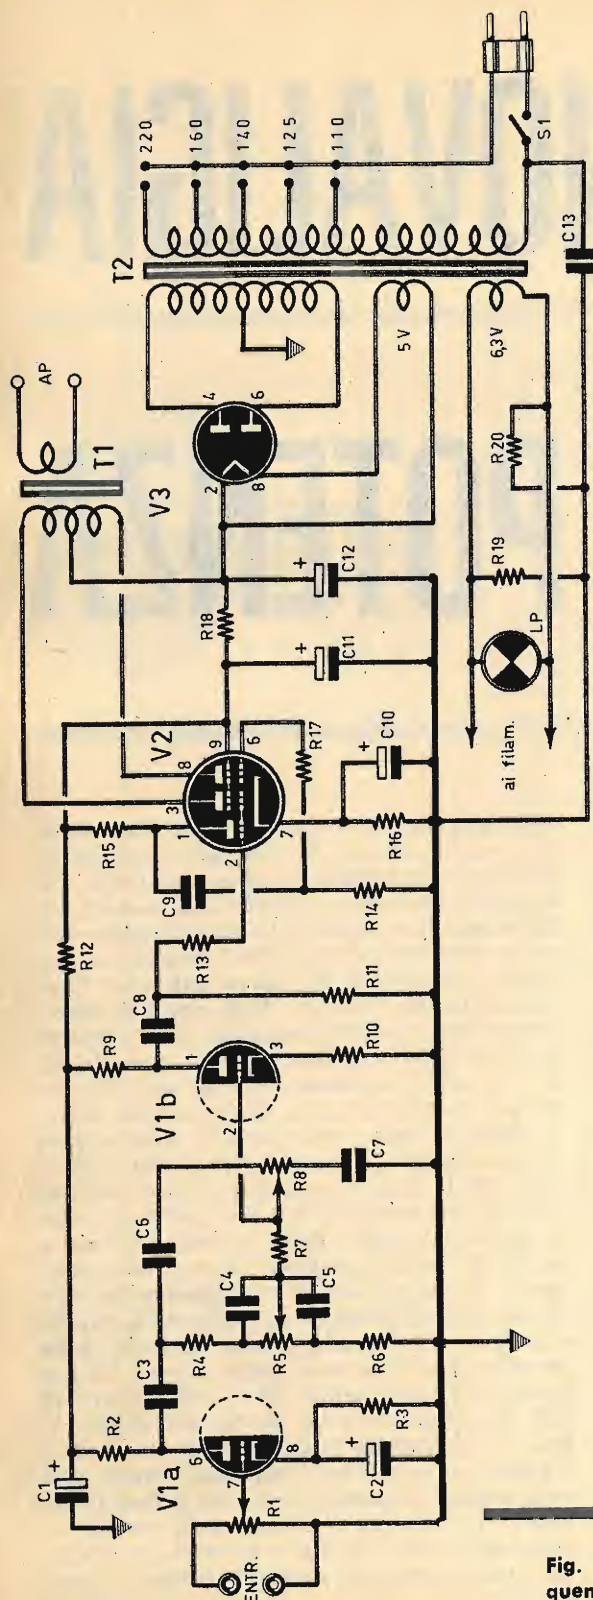 220
160
140
125
110
S1
C13
T2
5 V
6,3V
AP
T1
4
6
V3
2
8
R20
R19
LP
ai filam.
C12
R18
C11
V2
9
6
8
3
1
2
7
R17
C10
R16
R15
C9
R14
R13
R12
R11
C8
R9
1
3
R10
V1b
2
C7
R8
C6
R7
C4
C5
R5
R4
R6
C3
R2
6
8
7
R3
C2
V1a
R1
C1
ENTR.
+
+
+
+
+
Fig.
quen